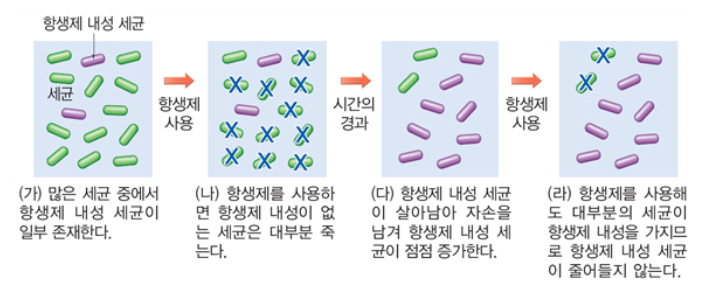 항생제 내성 세균
세균
항생제
사용
시간의
경과
항생제
사용
(가) 많은 세균 중에서
항생제 내성 세균이
일부 존재한다.
(나) 항생제를 사용하
면 항생제 내성이 없
는 세균은 대부분 죽
는다.
(다) 항생제 내성 세균
이 살아남아 자손을
남겨 항생제 내성 세
균이 점점 증가한다.
(라) 항생제를 사용해
도 대부분의 세균이
항생제 내성을 가지므
로 항생제 내성 세균
이 줄어들지 않는다.